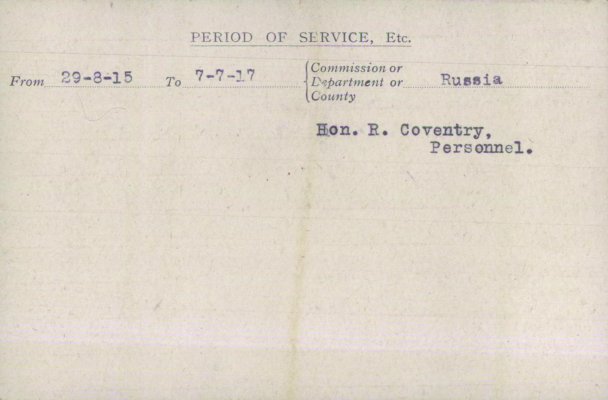 PERIOD OF SERVICE, Etc.
From 29-8-15 To 7-7-17 Commission or Department or County Russia
Hon. R. Coventry,
Personnel.